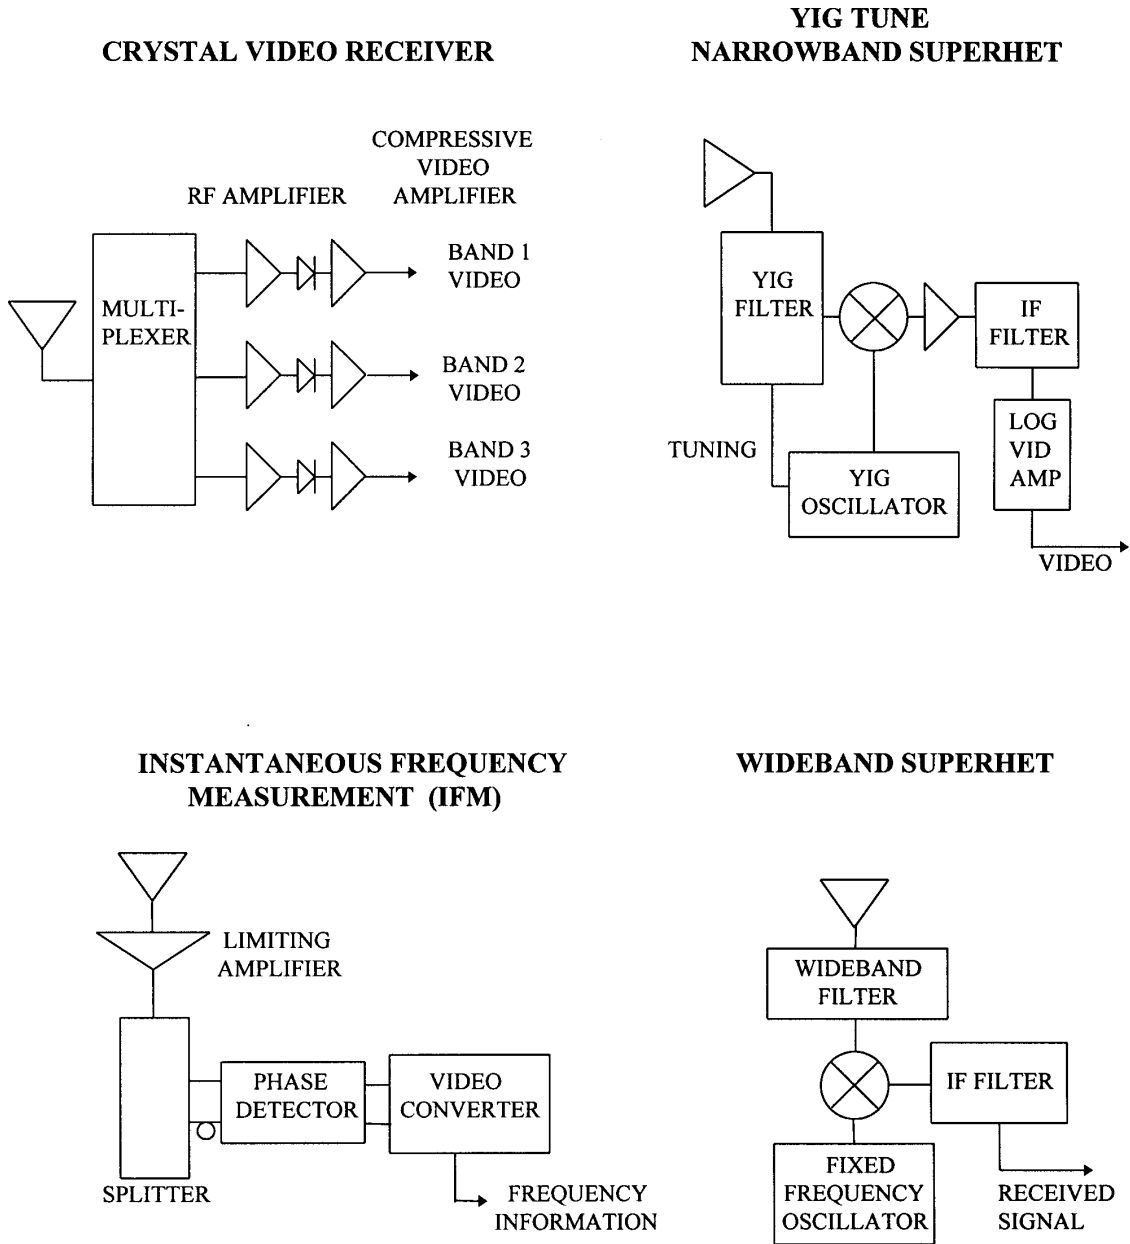 CRYSTAL VIDEO RECEIVER
COMPRESSIVE
VIDEO
AMPLIFIER
RF AMPLIFIER
MULTI-
PLEXER
BAND 1
VIDEO
BAND 2
VIDEO
BAND 3
VIDEO
YIG TUNE
NARROWBAND SUPERHET
YIG
FILTER
IF
FILTER
TUNING
YIG
OSCILLATOR
LOG
VID
AMP
VIDEO
INSTANTANEOUS FREQUENCY
MEASUREMENT (IFM)
LIMITING
AMPLIFIER
PHASE
DETECTOR
VIDEO
CONVERTER
SPLITTER
FREQUENCY
INFORMATION
WIDEBAND SUPERHET
WIDEBAND
FILTER
IF FILTER
FIXED
FREQUENCY
OSCILLATOR
RECEIVED
SIGNAL